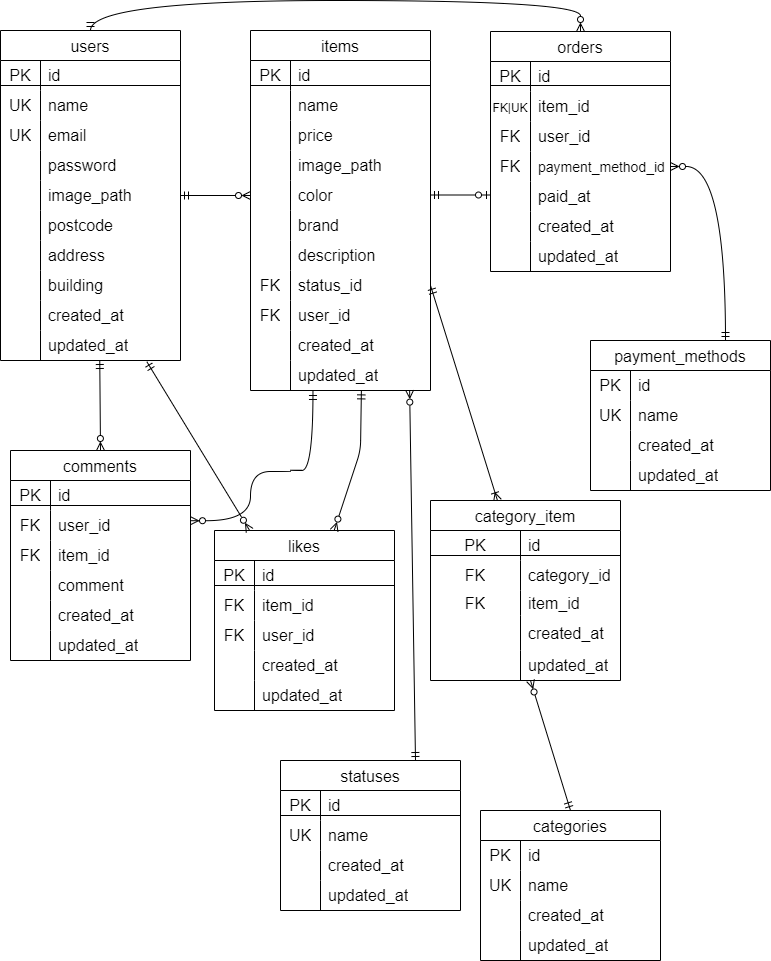 users
PK id
UK name
UK email
password
image_path
postcode
address
building
created_at
updated_at
items
PK id
name
price
image_path
color
brand
description
FK status_id
FK user_id
created_at
updated_at
orders
PK id
FK|UK item_id
FK user_id
FK payment_method_id
paid_at
created_at
updated_at
payment_methods
PK id
UK name
created_at
updated_at
comments
PK id
FK user_id
FK item_id
comment
created_at
updated_at
likes
PK id
FK item_id
FK user_id
created_at
updated_at
category_item
PK id
FK category_id
FK item_id
created_at
updated_at
statuses
PK id
UK name
created_at
updated_at
categories
PK id
UK name
created_at
updated_at